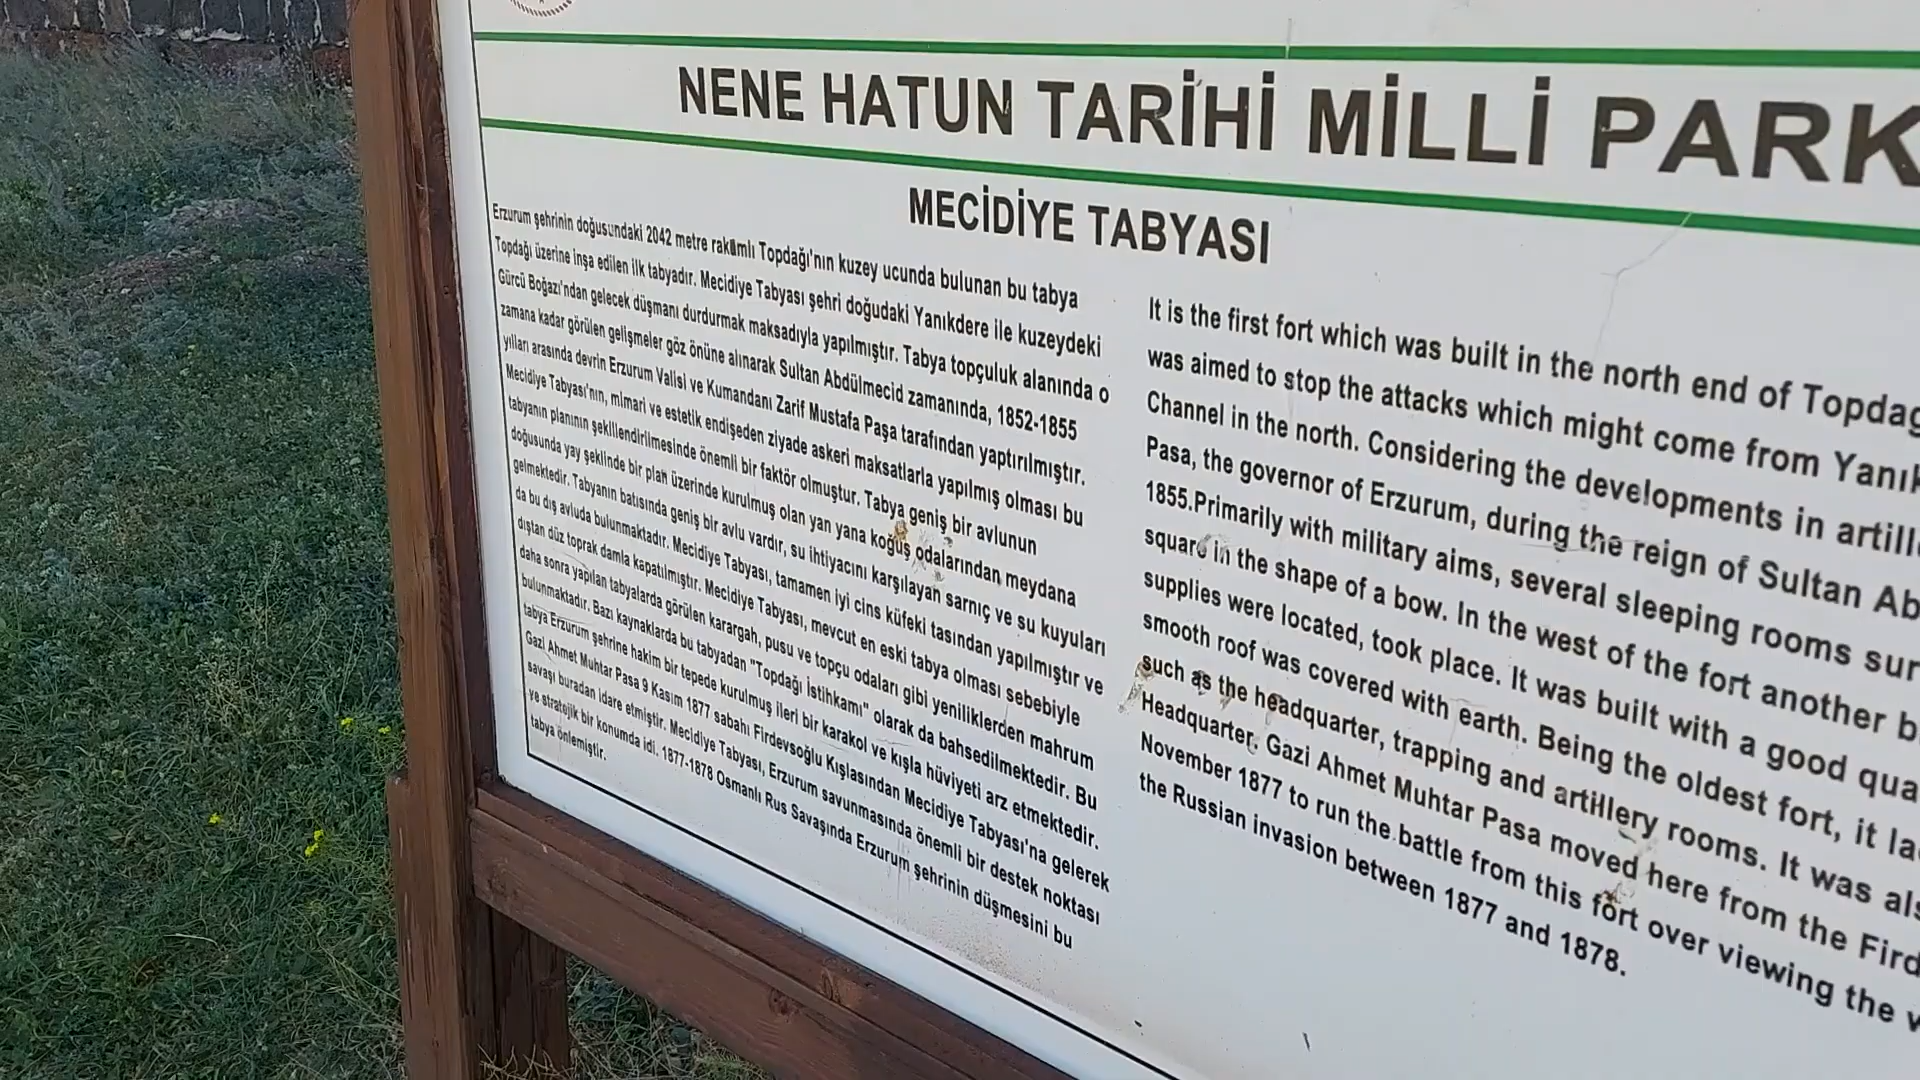 NENE HATUN TARİHİ MİLLİ PARK
MECİDİYE TABYASI
Erzurum şehrinin doğusundaki 2042 metre rakımlı Topdağı'nın kuzey ucunda bulunan bu tabya
Topdağı üzerine inşa edilen ilk tabyadır. Mecidiye Tabyası şehri doğudaki Yanıkdere ile kuzeydeki
Gürcü Boğazı'ndan gelecek düşmanı durdurmak maksadıyla yapılmıştır. Tabya topçuluk alanında o
zamana kadar görülen gelişmeler göz önüne alınarak Sultan Abdülmecid zamanında, 1852-1855
yılları arasında devrin Erzurum Valisi ve Kumandanı Zarif Mustafa Paşa tarafından yaptırılmıştır.
Mecidiye Tabyası'nın, mimari ve estetik endişeden ziyade askeri maksatlarla yapılmış olması bu
tabyanın planının şekillendirilmesinde önemli bir faktör olmuştur. Tabya geniş bir avlunun
doğusunda yay şeklinde bir plan üzerinde kurulmuş olan yan yana koğuş odalarından meydana
gelmektedir. Tabyanın batısında geniş bir avlu vardır, su ihtiyacını karşılayan sarnıç ve su kuyuları
da bu dış avluda bulunmaktadır. Mecidiye Tabyası, tamamen iyi cins küfeki tasından yapılmıştır ve
dıştan düz toprak damla kapatılmıştır. Mecidiye Tabyası, mevcut en eski tabya olması sebebiyle
daha sonra yapılan tabyalarda görülen karargah, pusu ve topçu odaları gibi yeniliklerden mahrum
bulunmaktadır. Bazı kaynaklarda bu tabyadan "Topdağı İstihkamı" olarak da bahsedilmektedir. Bu
tabya Erzurum şehrine hakim bir tepede kurulmuş ileri bir karakol ve kışla hüviyeti arz etmektedir.
Gazi Ahmet Muhtar Pasa 9 Kasım 1877 sabahı Firdevsoğlu Kışlasından Mecidiye Tabyası'na gelerek
savaşı buradan idare etmiştir. Mecidiye Tabyası, Erzurum savunmasında önemli bir destek noktası
ve stratejik bir konumda idi. 1877-1878 Osmanlı Rus Savaşında Erzurum şehrinin düşmesini bu
tabya önlemiştir.
It is the first fort which was built in the north end of Topdağ
was aimed to stop the attacks which might come from Yanık
Channel in the north. Considering the developments in artill
Pasa, the governor of Erzurum, during the reign of Sultan Ab
1855.Primarily with military aims, several sleeping rooms sur
square in the shape of a bow. In the west of the fort another b
supplies were located, took place. It was built with a good qua
smooth roof was covered with earth. Being the oldest fort, it la
such as the headquarter, trapping and artillery rooms. It was als
Headquarter. Gazi Ahmet Muhtar Pasa moved here from the Fird
November 1877 to run the battle from this fort over viewing the
the Russian invasion between 1877 and 1878.